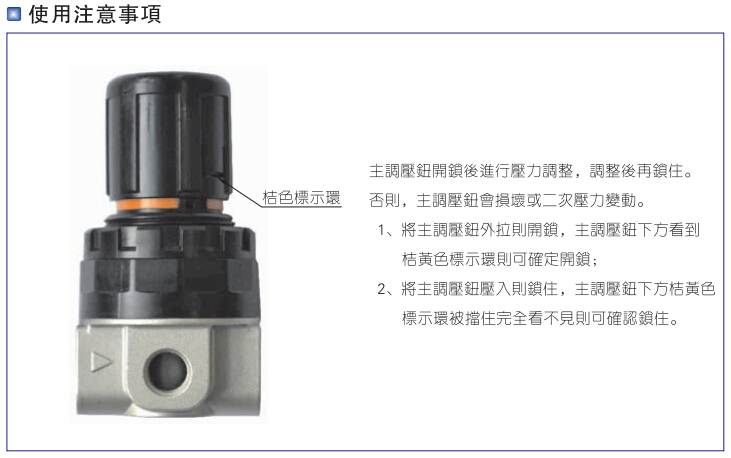 使用注意事項
主調壓鈕開鎖後進行壓力調整，調整後再鎖住。
桔色標示環
否則，主調壓鈕會損壞或二次壓力變動。
1、將主調壓鈕外拉則開鎖，主調壓鈕下方看到
桔黃色標示環則可確定開鎖；
2、將主調壓鈕壓入則鎖住，主調壓鈕下方桔黃色
標示環被擋住完全看不見則可確認鎖住。